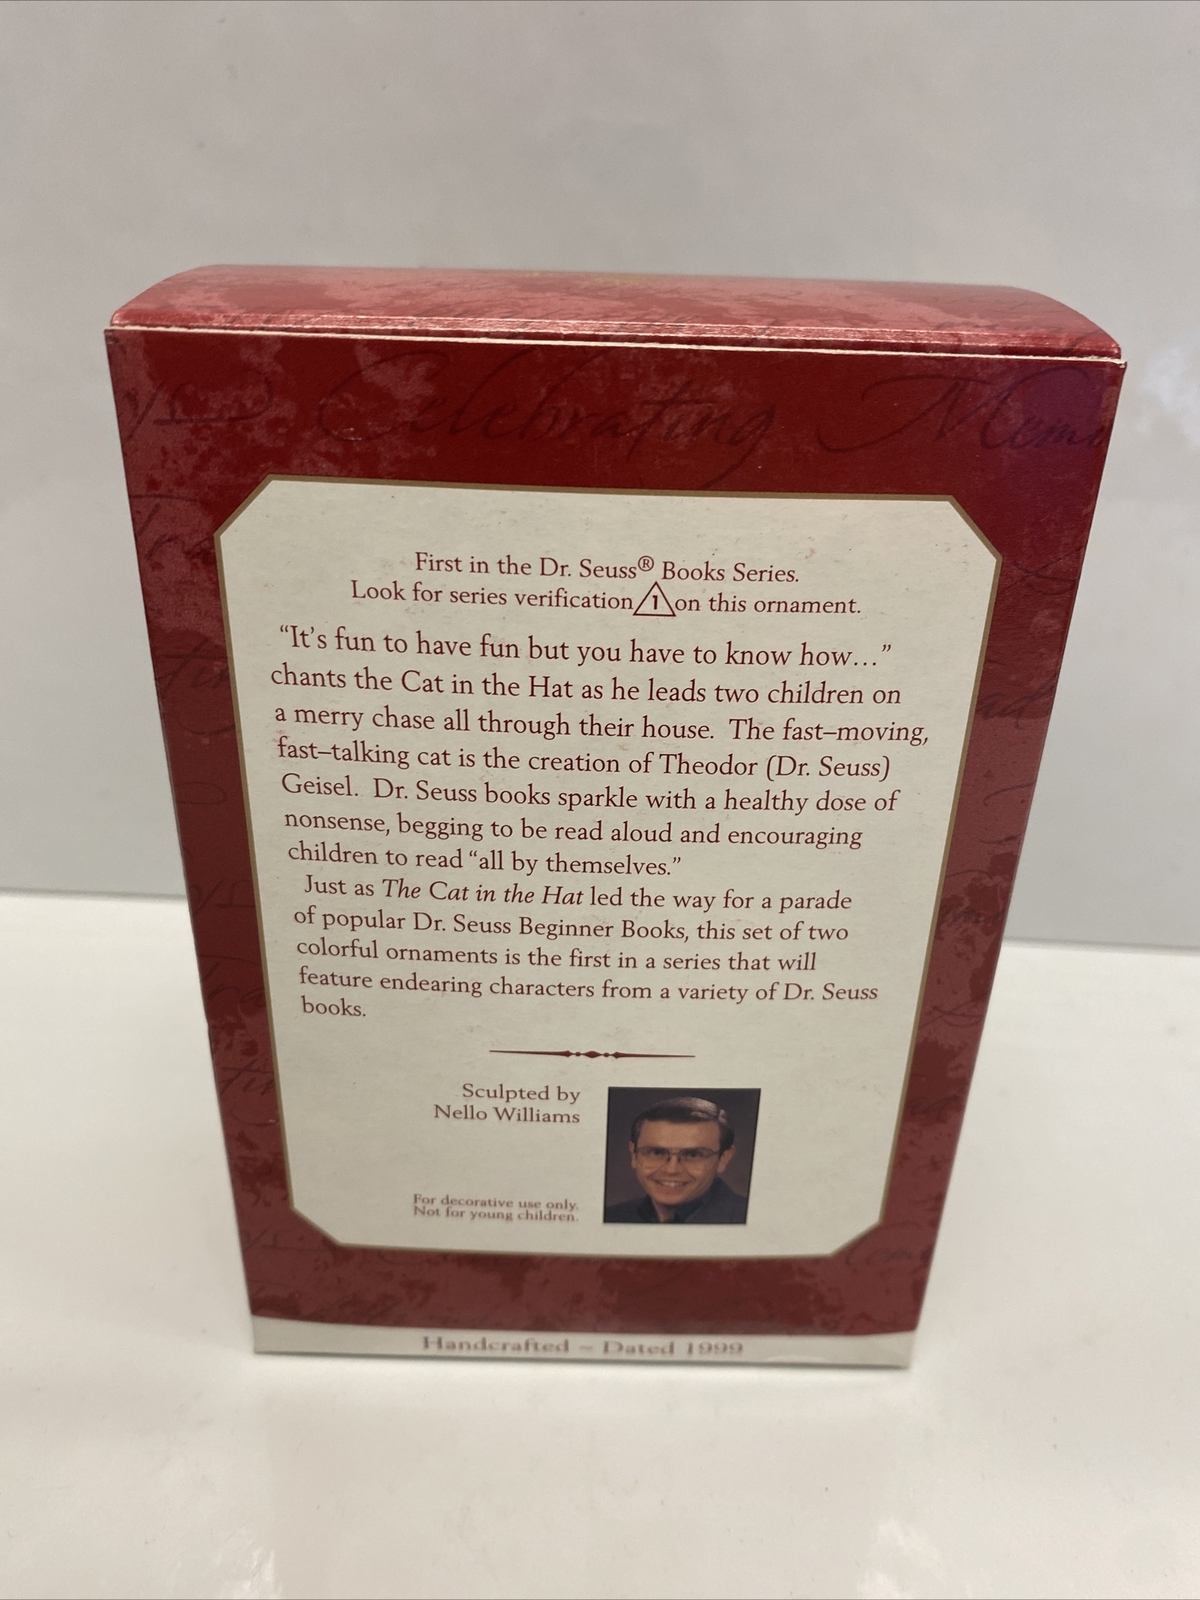 Celebrating
First in the Dr. Seuss® Books Series.
Look for series verification 1 on this ornament.
“It’s fun to have fun but you have to know how…”
chants the Cat in the Hat as he leads two children on
a merry chase all through their house. The fast–moving,
fast–talking cat is the creation of Theodor (Dr. Seuss)
Geisel. Dr. Seuss books sparkle with a healthy dose of
nonsense, begging to be read aloud and encouraging
children to read “all by themselves.”
Just as The Cat in the Hat led the way for a parade
of popular Dr. Seuss Beginner Books, this set of two
colorful ornaments is the first in a series that will
feature endearing characters from a variety of Dr. Seuss
books.
Sculpted by
Nello Williams
For decorative use only.
Not for young children.
Handcrafted ~ Dated 1999